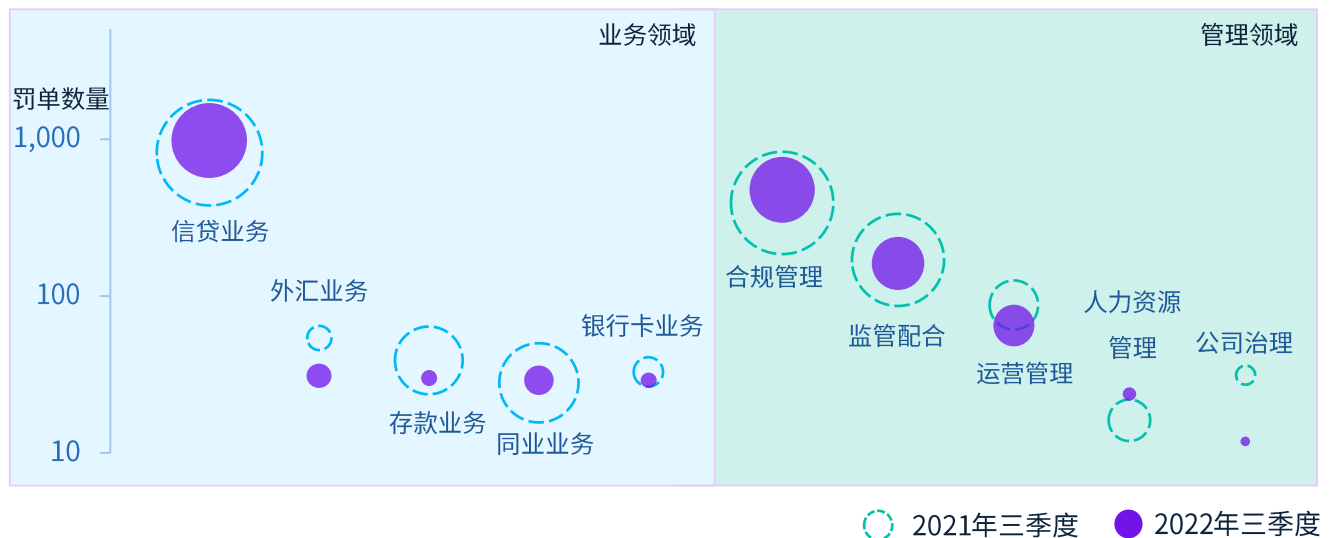 业务领域
管理领域
罚单数量
1,000
信贷业务
合规管理
外汇业务
100
人力资源
管理
银行卡业务
监管配合
公司治理
运营管理
存款业务
同业业务
10
2021年三季度
2022年三季度